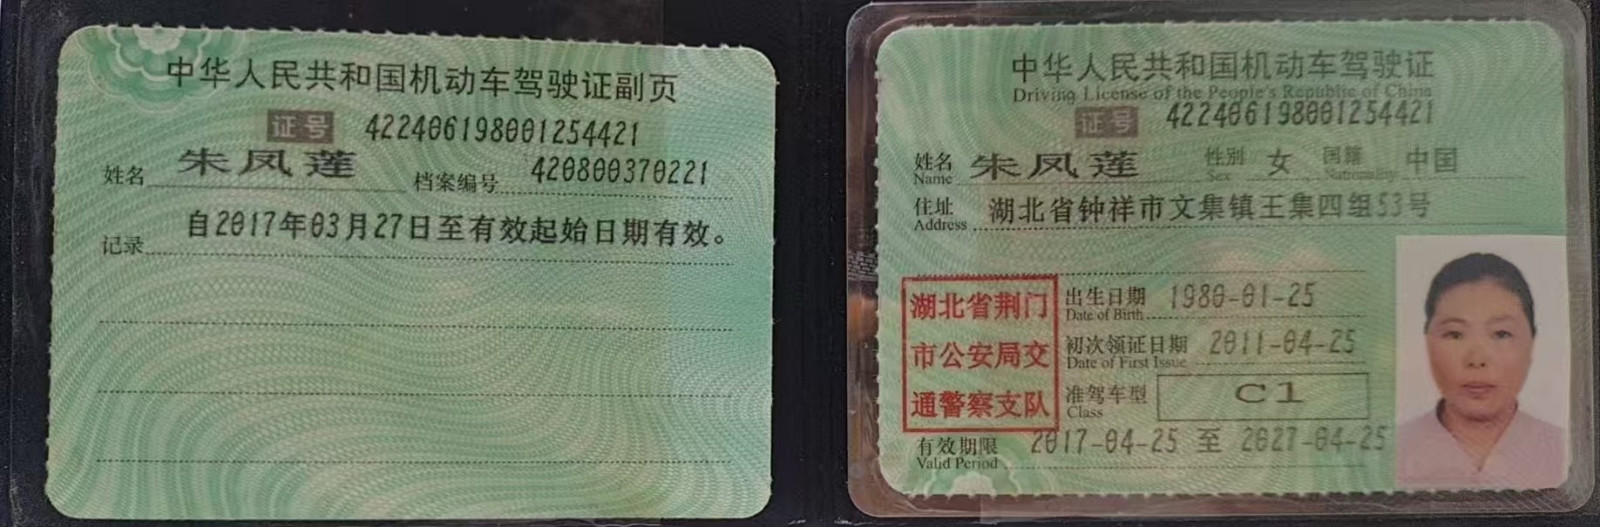 中华人民共和国机动车驾驶证副页
证号 422406198001254421
姓名 朱凤莲 档案编号 420800370221
记录 自2017年03月27日至有效起始日期有效。
中华人民共和国机动车驾驶证
Driving License of the People's Republic of China
证号 422406198001254421
姓名 朱凤莲 性别 女 国籍 中国
Name Sex Nationality
住址 湖北省钟祥市文集镇王集四组53号
Address
湖北省荆门
市公安局交
通警察支队
出生日期 1980-01-25
Date of Birth
初次领证日期 2011-04-25
Date of First Issue
准驾车型 C1
Class
有效期限 2017-04-25 至 2027-04-25
Valid Period